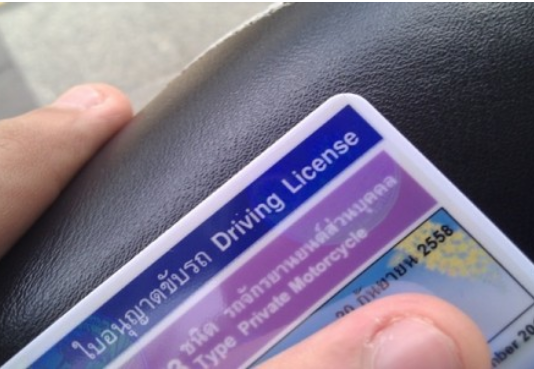 ใบอนุญาตขับรถ Driving License
ชนิด รถจักรยานยนต์ส่วนบุคคล
Type Private Motorcycle
20 กันยายน 2558